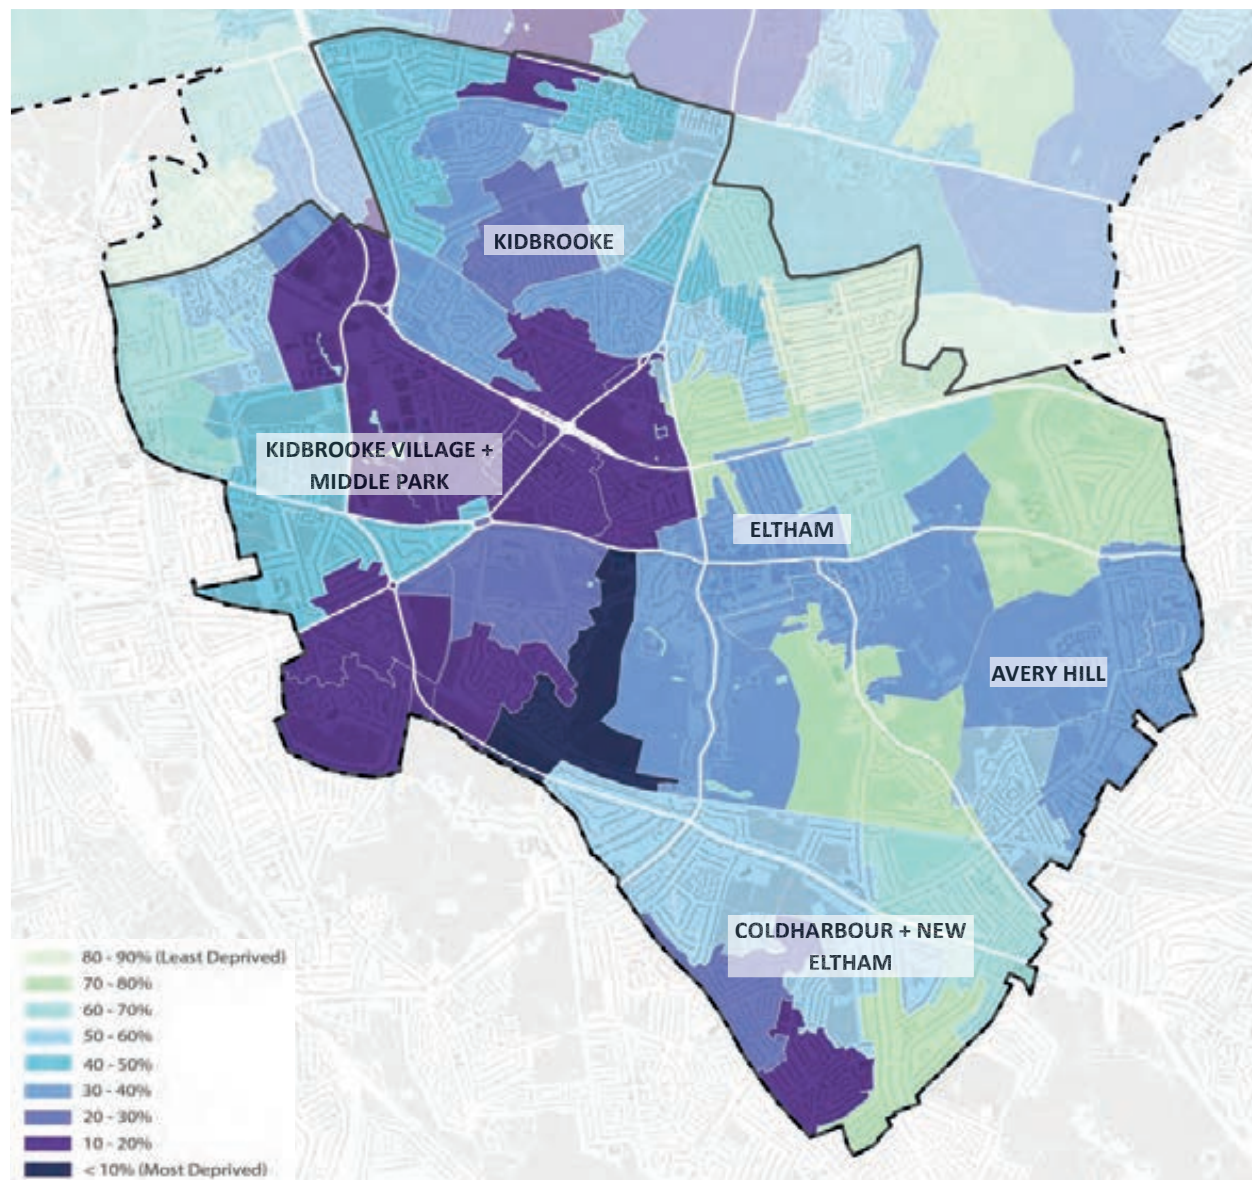 KIDBROOKE
KIDBROOKE VILLAGE +
MIDDLE PARK
ELTHAM
AVERY HILL
COLDHARBOUR + NEW
ELTHAM
80 - 90% (Least Deprived)
70 - 80%
60 - 70%
50 - 60%
40 - 50%
30 - 40%
20 - 30%
10 - 20%
< 10% (Most Deprived)